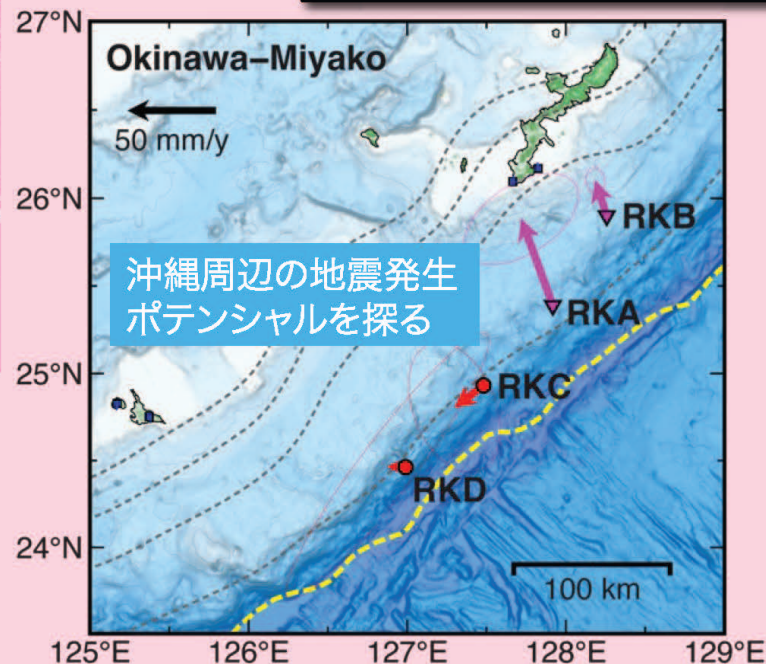 27°N
Okinawa–Miyako
50 mm/y
26°N
RKB
沖縄周辺の地震発生
ポテンシャルを探る
RKA
25°N
RKC
RKD
24°N
100 km
125°E
126°E
127°E
128°E
129°E